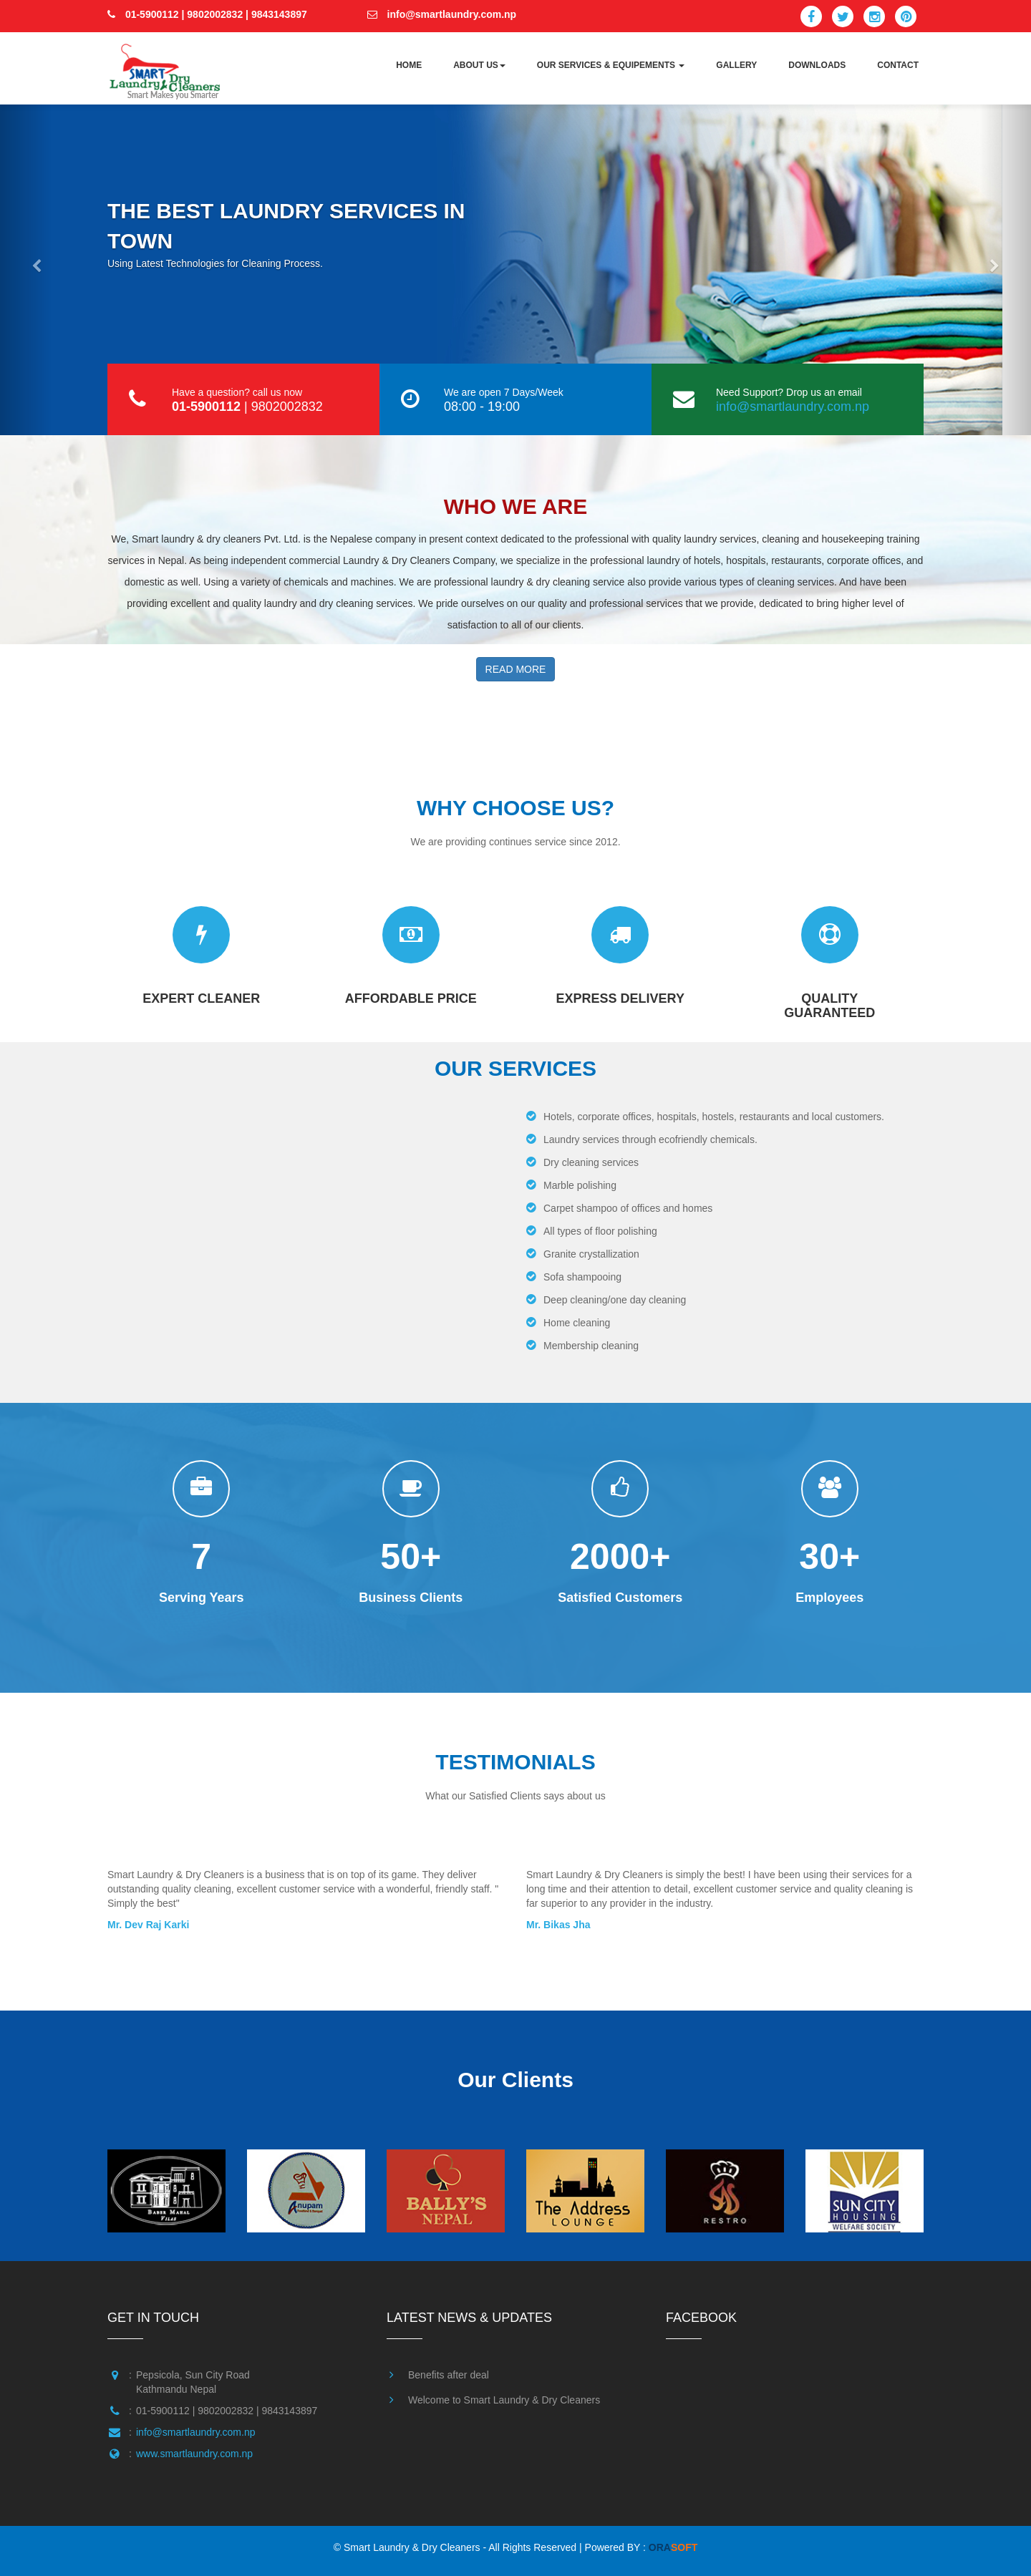 01-5900112 | 9802002832 | 9843143897
info@smartlaundry.com.np
SMART
Laundry & Dry Cleaners
Smart Makes you Smarter
HOME
ABOUT US
OUR SERVICES & EQUIPEMENTS
GALLERY
DOWNLOADS
CONTACT
THE BEST LAUNDRY SERVICES IN
TOWN
Using Latest Technologies for Cleaning Process.
Have a question? call us now
01-5900112 | 9802002832
We are open 7 Days/Week
08:00 - 19:00
Need Support? Drop us an email
info@smartlaundry.com.np
WHO WE ARE
We, Smart laundry & dry cleaners Pvt. Ltd. is the Nepalese company in present context dedicated to the professional with quality laundry services, cleaning and housekeeping training
services in Nepal. As being independent commercial Laundry & Dry Cleaners Company, we specialize in the professional laundry of hotels, hospitals, restaurants, corporate offices, and
domestic as well. Using a variety of chemicals and machines. We are professional laundry & dry cleaning service also provide various types of cleaning services. And have been
providing excellent and quality laundry and dry cleaning services. We pride ourselves on our quality and professional services that we provide, dedicated to bring higher level of
satisfaction to all of our clients.
READ MORE
WHY CHOOSE US?
We are providing continues service since 2012.
EXPERT CLEANER
AFFORDABLE PRICE
EXPRESS DELIVERY
QUALITY
GUARANTEED
OUR SERVICES
Hotels, corporate offices, hospitals, hostels, restaurants and local customers.
Laundry services through ecofriendly chemicals.
Dry cleaning services
Marble polishing
Carpet shampoo of offices and homes
All types of floor polishing
Granite crystallization
Sofa shampooing
Deep cleaning/one day cleaning
Home cleaning
Membership cleaning
7
Serving Years
50+
Business Clients
2000+
Satisfied Customers
30+
Employees
TESTIMONIALS
What our Satisfied Clients says about us
Smart Laundry & Dry Cleaners is a business that is on top of its game. They deliver
outstanding quality cleaning, excellent customer service with a wonderful, friendly staff. "
Simply the best"
Mr. Dev Raj Karki
Smart Laundry & Dry Cleaners is simply the best! I have been using their services for a
long time and their attention to detail, excellent customer service and quality cleaning is
far superior to any provider in the industry.
Mr. Bikas Jha
Our Clients
BABER MAHAL
VILAS
Anupam
BALLY'S
NEPAL
The Address
LOUNGE
RESTRO
SUN CITY
HOUSING
WELFARE SOCIETY
GET IN TOUCH
: Pepsicola, Sun City Road
Kathmandu Nepal
: 01-5900112 | 9802002832 | 9843143897
: info@smartlaundry.com.np
: www.smartlaundry.com.np
LATEST NEWS & UPDATES
Benefits after deal
Welcome to Smart Laundry & Dry Cleaners
FACEBOOK
© Smart Laundry & Dry Cleaners - All Rights Reserved | Powered BY : ORASOFT